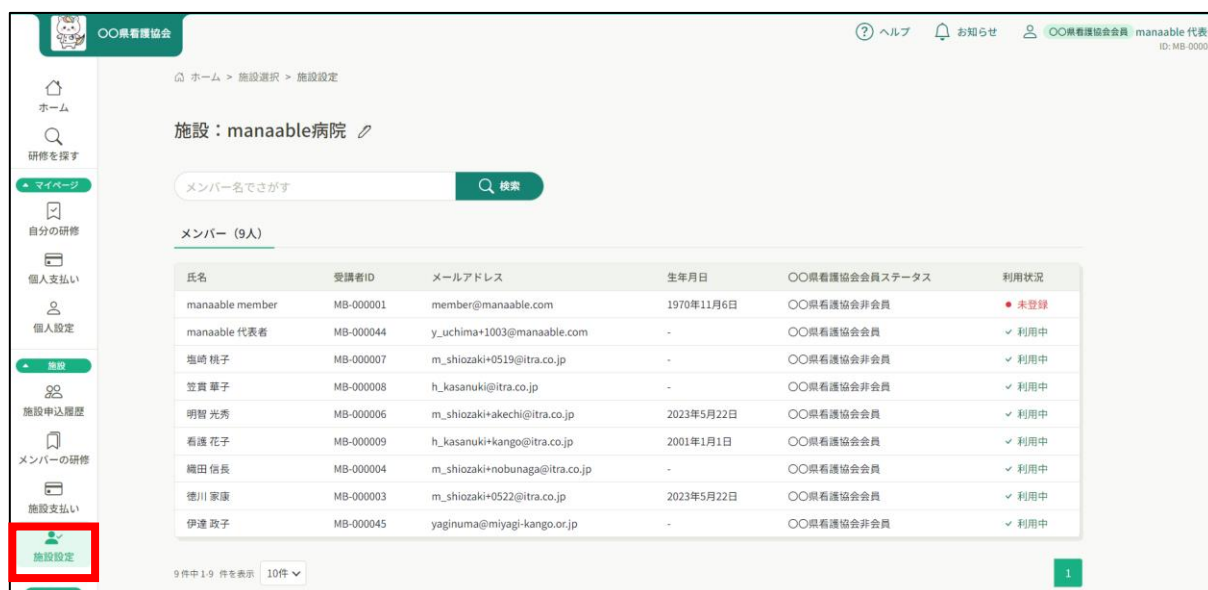 〇〇県看護協会
ヘルプ
お知らせ
〇〇県看護協会会員 manaable 代表
ID: MB-0000
ホーム > 施設選択 > 施設設定
ホーム
研修を探す
マイページ
自分の研修
個人支払い
個人設定
施設
施設申込履歴
メンバーの研修
施設支払い
施設設定
施設：manaable病院
メンバー名でさがす 検索
メンバー（9人）
氏名 受講者ID メールアドレス 生年月日 〇〇県看護協会会員ステータス 利用状況
manaable member MB-000001 member@manaable.com 1970年11月6日 〇〇県看護協会非会員 未登録
manaable 代表者 MB-000044 y_uchima+1003@manaable.com - 〇〇県看護協会会員 利用中
塩崎 桃子 MB-000007 m_shiozaki+0519@itra.co.jp - 〇〇県看護協会非会員 利用中
笠貫 華子 MB-000008 h_kasanuki@itra.co.jp - 〇〇県看護協会非会員 利用中
明智 光秀 MB-000006 m_shiozaki+akechi@itra.co.jp 2023年5月22日 〇〇県看護協会会員 利用中
看護 花子 MB-000009 h_kasanuki+kango@itra.co.jp 2001年1月1日 〇〇県看護協会会員 利用中
織田 信長 MB-000004 m_shiozaki+nobunaga@itra.co.jp - 〇〇県看護協会会員 利用中
徳川 家康 MB-000003 m_shiozaki+0522@itra.co.jp 2023年5月22日 〇〇県看護協会会員 利用中
伊達 政子 MB-000045 yaginuma@miyagi-kango.or.jp - 〇〇県看護協会非会員 利用中
9件中 1-9 件を表示 10件
1